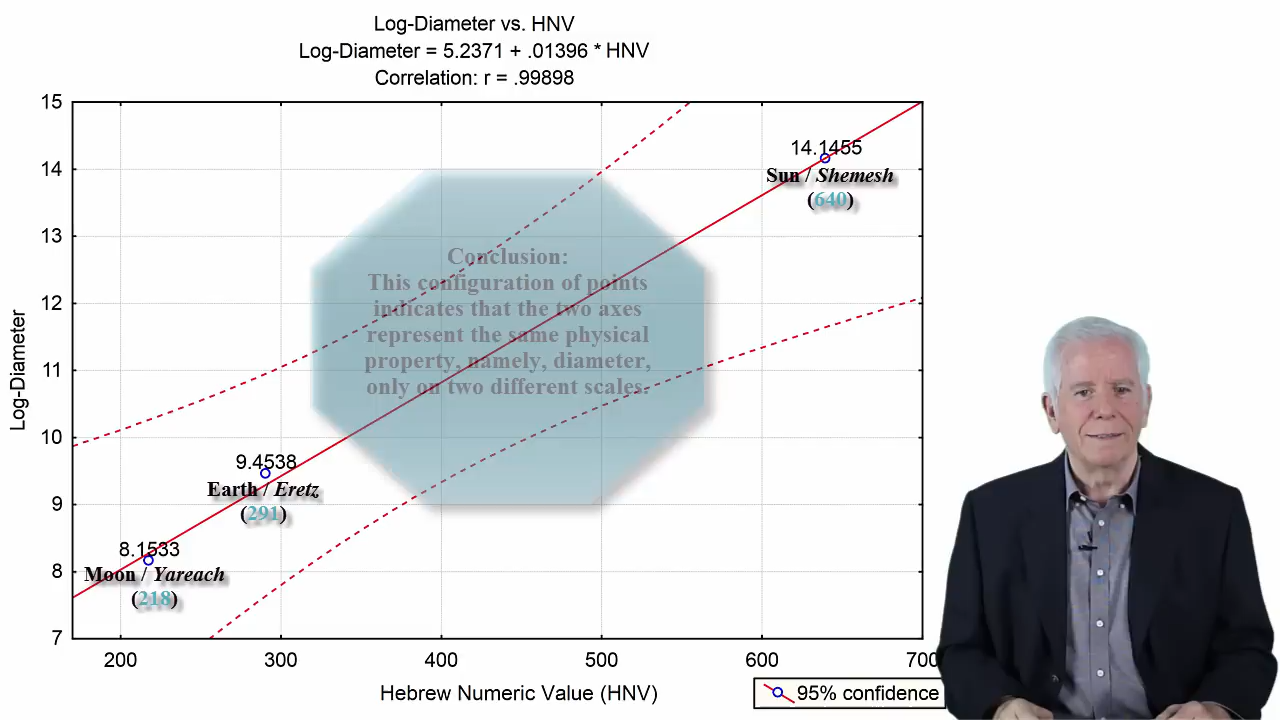 Log-Diameter vs. HNV
Log-Diameter = 5.2371 + .01396 * HNV
Correlation: r = .99898
15
14
13
12
11
10
9
8
7
Log-Diameter
14.1455
Sun / Shemesh
(640)
Conclusion:
This configuration of points
indicates that the two axes
represent the same physical
property, namely, diameter,
only on two different scales.
9.4538
Earth / Eretz
(291)
8.1533
Moon / Yareach
(218)
200 300 400 500 600 700
Hebrew Numeric Value (HNV)
95% confidence